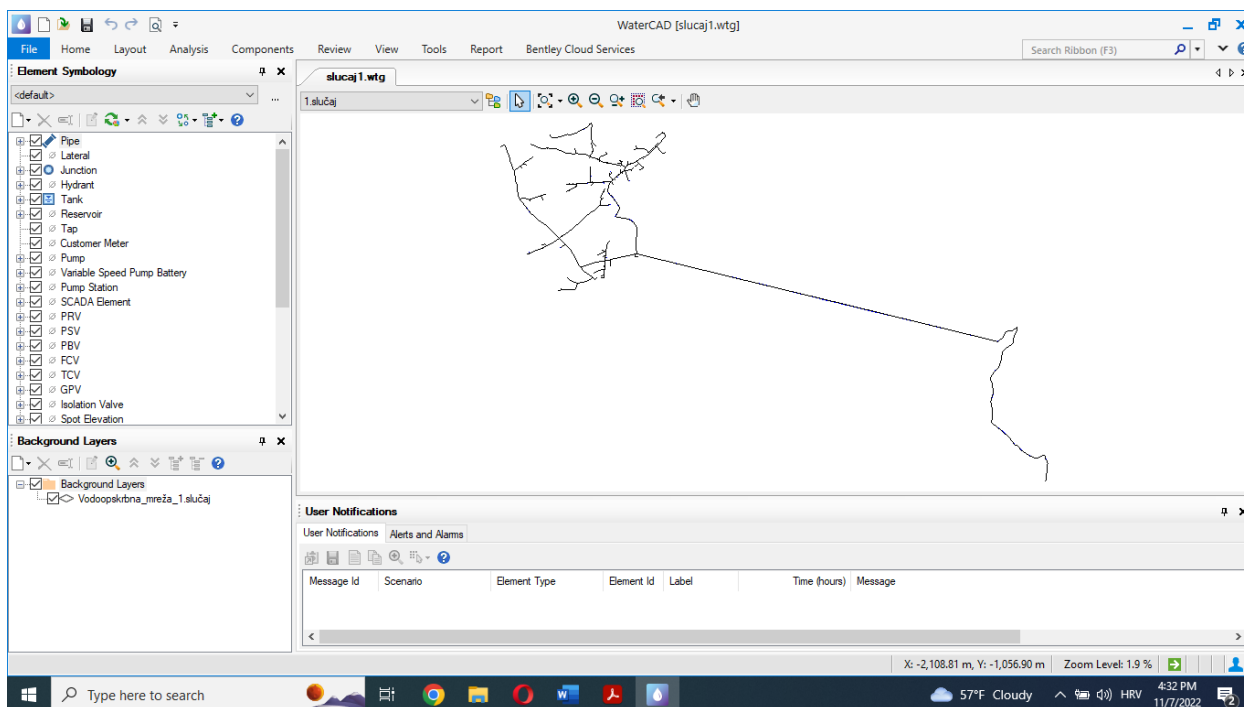 WaterCAD [slucaj1.wtg]
File Home Layout Analysis Components Review View Tools Report Bentley Cloud Services Search Ribbon (F3)
Element Symbology
<default>
...
Pipe
Lateral
Junction
Hydrant
Tank
Reservoir
Tap
Customer Meter
Pump
Variable Speed Pump Battery
Pump Station
SCADA Element
PRV
PSV
PBV
FCV
TCV
GPV
Isolation Valve
Spot Elevation
Background Layers
Background Layers
Vodoopskrbna_mreža_1.slučaj
slucaj1.wtg
1.slučaj
User Notifications
User Notifications Alerts and Alarms
Message Id Scenario Element Type Element Id Label Time (hours) Message
X: -2,108.81 m, Y: -1,056.90 m Zoom Level: 1.9 %
Type here to search
57°F Cloudy
HRV
4:32 PM
11/7/2022
2